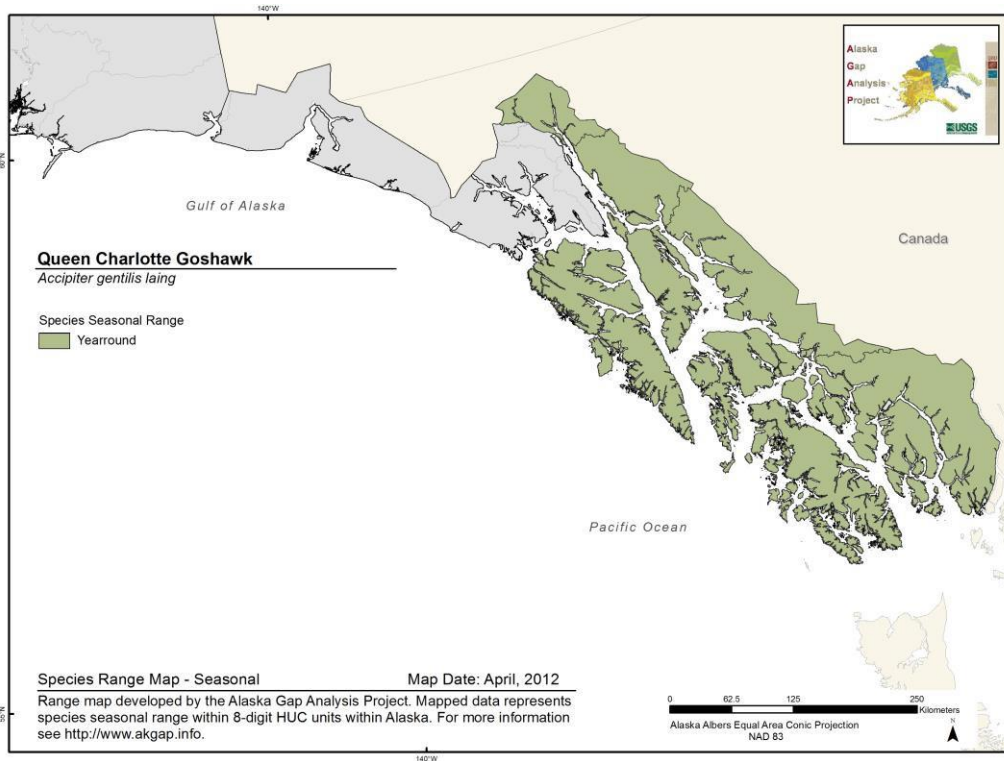 140°W
Alaska
Gap
Analysis
Project
USGS
60°N
Gulf of Alaska
Canada
Queen Charlotte Goshawk
Accipiter gentilis laing
Species Seasonal Range
Yearround
Pacific Ocean
Species Range Map - Seasonal
Map Date: April, 2012
Range map developed by the Alaska Gap Analysis Project. Mapped data represents
species seasonal range within 8-digit HUC units within Alaska. For more information
see http://www.akgap.info.
0 62.5 125 250
Kilometers
Alaska Albers Equal Area Conic Projection
NAD 83
N
55°N
140°W